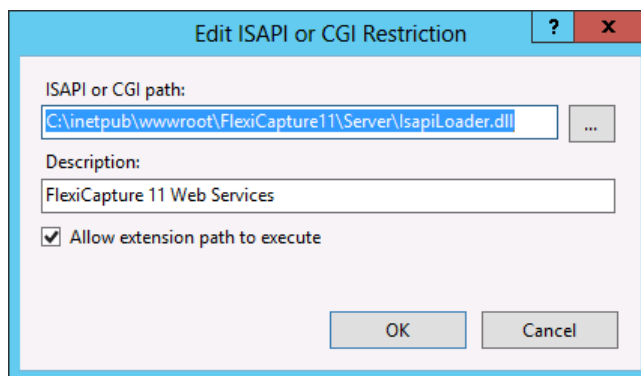 Edit ISAPI or CGI Restriction
?
x
ISAPI or CGI path:
C:\inetpub\wwwroot\FlexiCapture11\Server\IsapiLoader.dll
...
Description:
FlexiCapture 11 Web Services
Allow extension path to execute
OK
Cancel